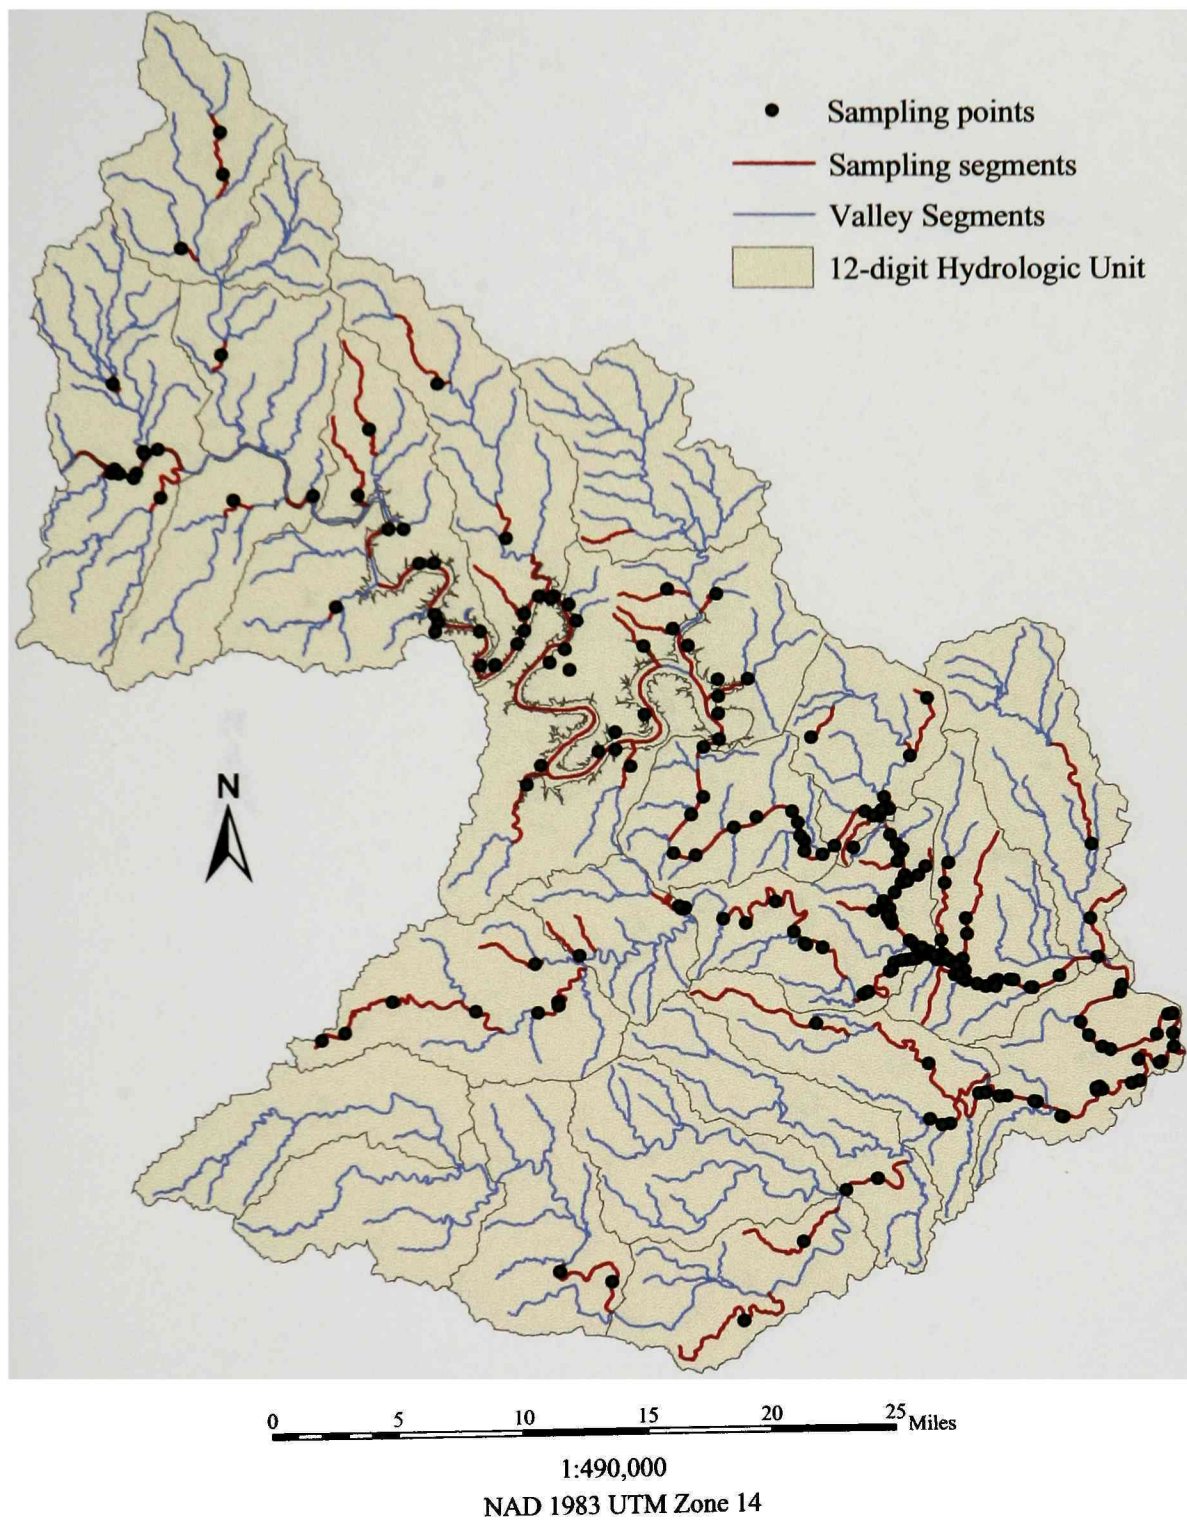 Sampling points
Sampling segments
Valley Segments
12-digit Hydrologic Unit
N
0 5 10 15 20 25 Miles
1:490,000
NAD 1983 UTM Zone 14